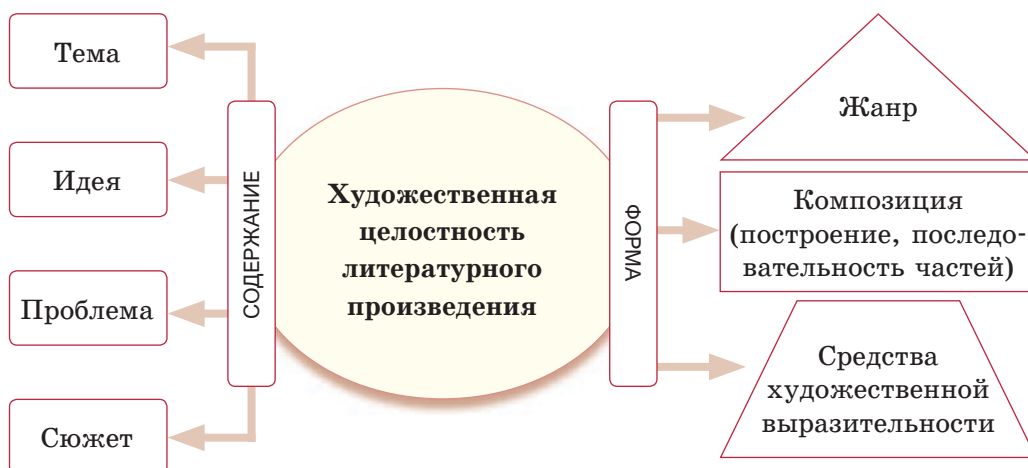 Тема
Идея
Проблема
Сюжет
СОДЕРЖАНИЕ
Художественная
целостность
литературного
произведения
ФОРМА
Жанр
Композиция
(построение, последо-
вательность частей)
Средства
художественной
выразительности